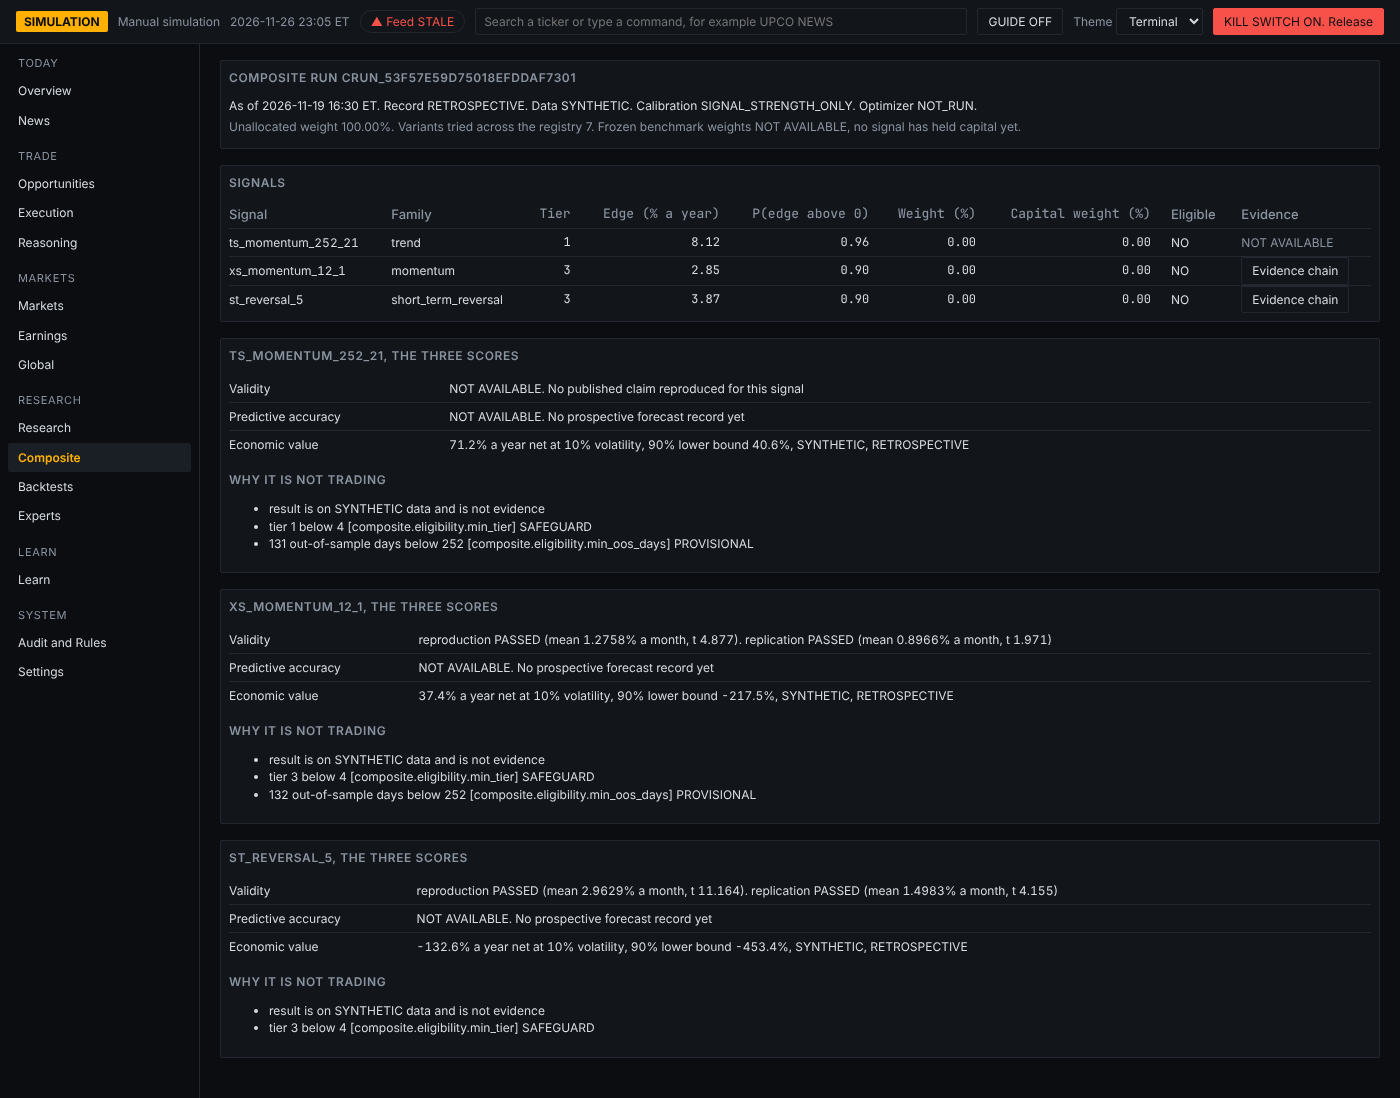 SIMULATION Manual simulation 2026-11-26 23:05 ET ▲ Feed STALE Search a ticker or type a command, for example UPCO NEWS GUIDE OFF Theme Terminal KILL SWITCH ON. Release
TODAY
Overview
News
TRADE
Opportunities
Execution
Reasoning
MARKETS
Markets
Earnings
Global
RESEARCH
Research
Composite
Backtests
Experts
LEARN
Learn
SYSTEM
Audit and Rules
Settings
COMPOSITE RUN CRUN_53F57E59D75018EFDDAF7301
As of 2026-11-19 16:30 ET. Record RETROSPECTIVE. Data SYNTHETIC. Calibration SIGNAL_STRENGTH_ONLY. Optimizer NOT_RUN.
Unallocated weight 100.00%. Variants tried across the registry 7. Frozen benchmark weights NOT AVAILABLE, no signal has held capital yet.
SIGNALS
Signal Family Tier Edge (% a year) P(edge above 0) Weight (%) Capital weight (%) Eligible Evidence
ts_momentum_252_21 trend 1 8.12 0.96 0.00 0.00 NO NOT AVAILABLE
xs_momentum_12_1 momentum 3 2.85 0.90 0.00 0.00 NO Evidence chain
st_reversal_5 short_term_reversal 3 3.87 0.90 0.00 0.00 NO Evidence chain
TS_MOMENTUM_252_21, THE THREE SCORES
Validity NOT AVAILABLE. No published claim reproduced for this signal
Predictive accuracy NOT AVAILABLE. No prospective forecast record yet
Economic value 71.2% a year net at 10% volatility, 90% lower bound 40.6%, SYNTHETIC, RETROSPECTIVE
WHY IT IS NOT TRADING
• result is on SYNTHETIC data and is not evidence
• tier 1 below 4 [composite.eligibility.min_tier] SAFEGUARD
• 131 out-of-sample days below 252 [composite.eligibility.min_oos_days] PROVISIONAL
XS_MOMENTUM_12_1, THE THREE SCORES
Validity reproduction PASSED (mean 1.2758% a month, t 4.877). replication PASSED (mean 0.8966% a month, t 1.971)
Predictive accuracy NOT AVAILABLE. No prospective forecast record yet
Economic value 37.4% a year net at 10% volatility, 90% lower bound -217.5%, SYNTHETIC, RETROSPECTIVE
WHY IT IS NOT TRADING
• result is on SYNTHETIC data and is not evidence
• tier 3 below 4 [composite.eligibility.min_tier] SAFEGUARD
• 132 out-of-sample days below 252 [composite.eligibility.min_oos_days] PROVISIONAL
ST_REVERSAL_5, THE THREE SCORES
Validity reproduction PASSED (mean 2.9629% a month, t 11.164). replication PASSED (mean 1.4983% a month, t 4.155)
Predictive accuracy NOT AVAILABLE. No prospective forecast record yet
Economic value -132.6% a year net at 10% volatility, 90% lower bound -453.4%, SYNTHETIC, RETROSPECTIVE
WHY IT IS NOT TRADING
• result is on SYNTHETIC data and is not evidence
• tier 3 below 4 [composite.eligibility.min_tier] SAFEGUARD